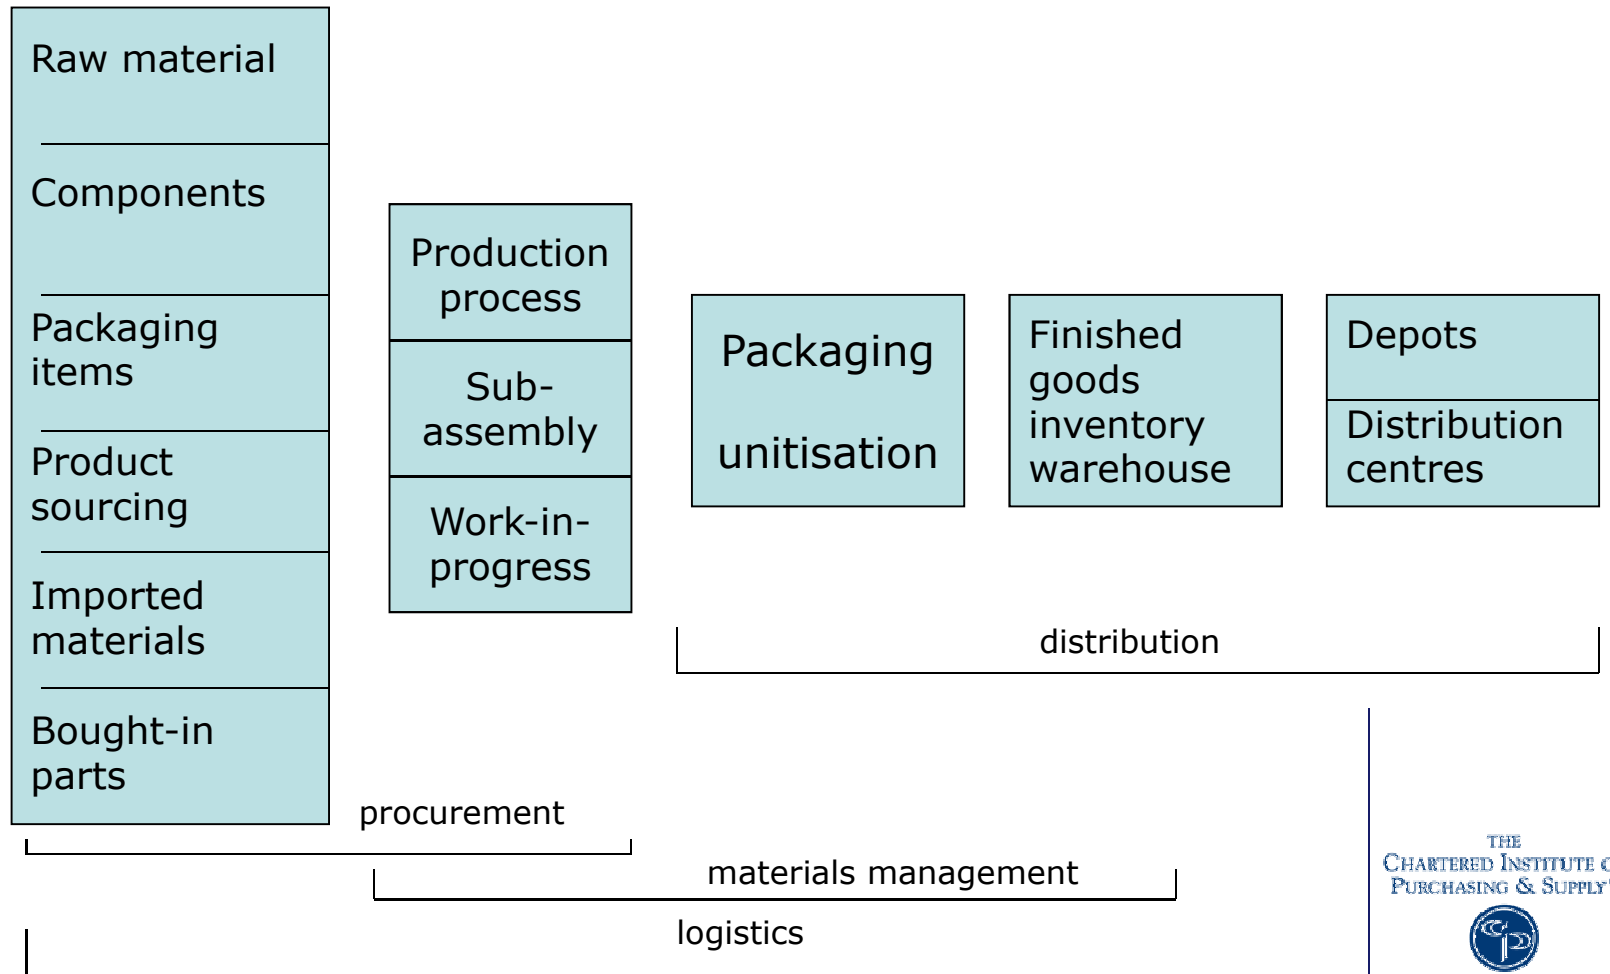 Raw material
Components
Packaging
items
Product
sourcing
Imported
materials
Bought-in
parts
Production
process
Sub-
assembly
Work-in-
progress
Packaging
unitisation
Finished
goods
inventory
warehouse
Depots
Distribution
centres
distribution
procurement
materials management
logistics
THE
CHARTERED INSTITUTE
PURCHASING & SUPPLY